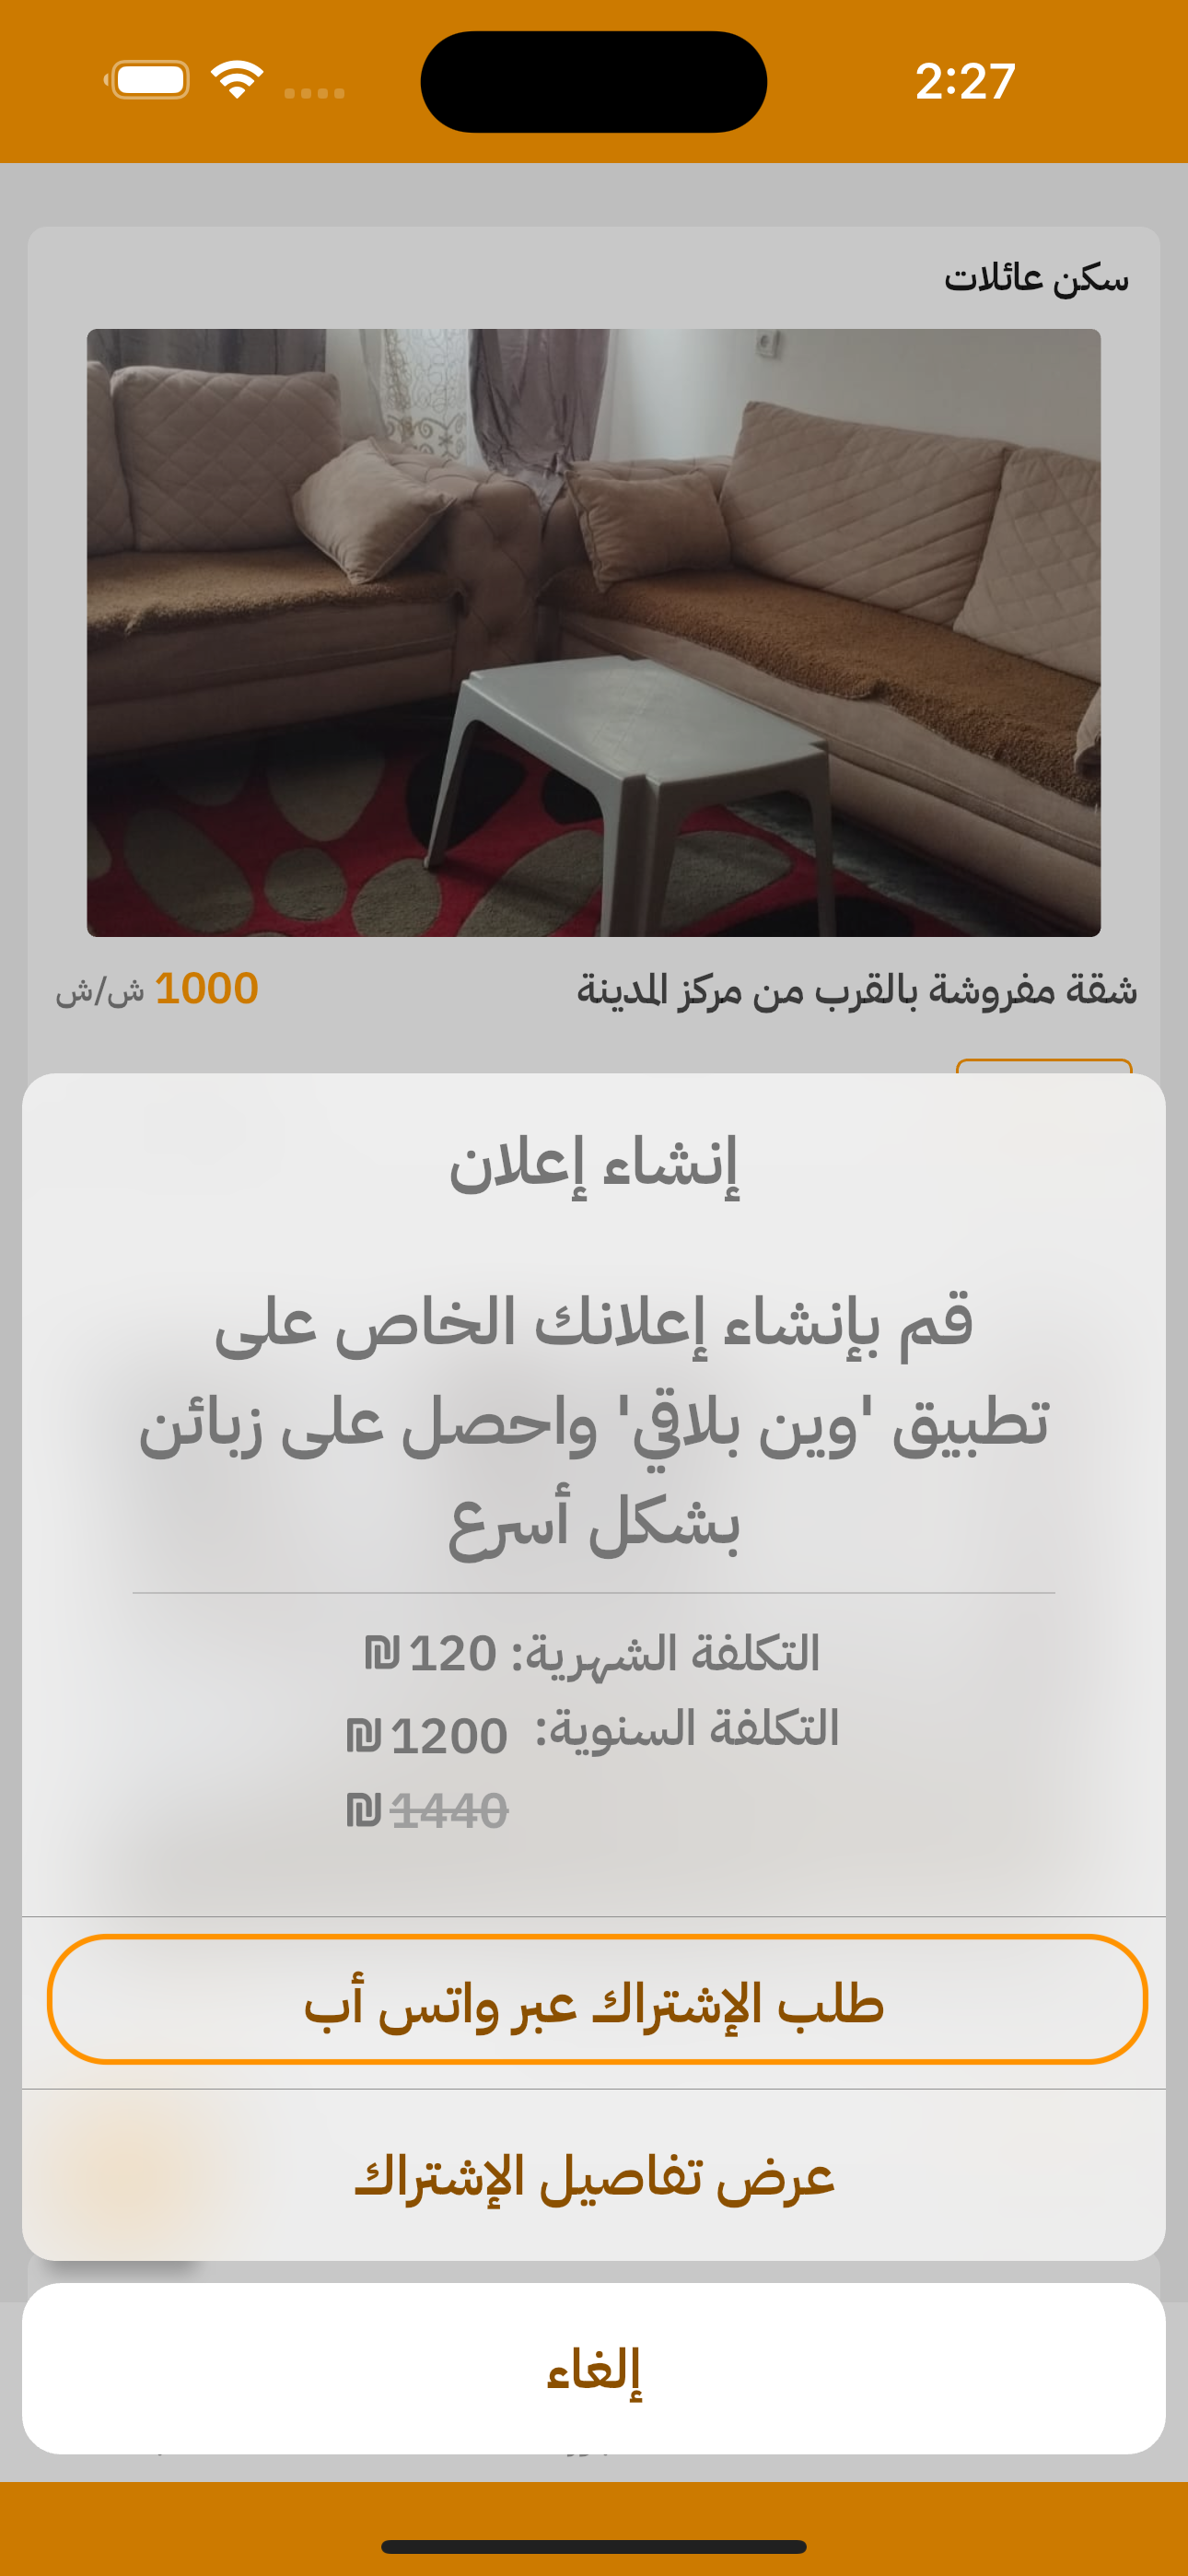 2:27
سكن عائلات
شقة مفروشة بالقرب من مركز المدينة
1000 ش/ش
إنشاء إعلان
قم بإنشاء إعلانك الخاص على
تطبيق 'وين بلاقي' واحصل على زبائن
بشكل أسرع
التكلفة الشهرية: 120 ₪
التكلفة السنوية: 1200 ₪
1440 ₪
طلب الإشتراك عبر واتس أب
عرض تفاصيل الإشتراك
إلغاء